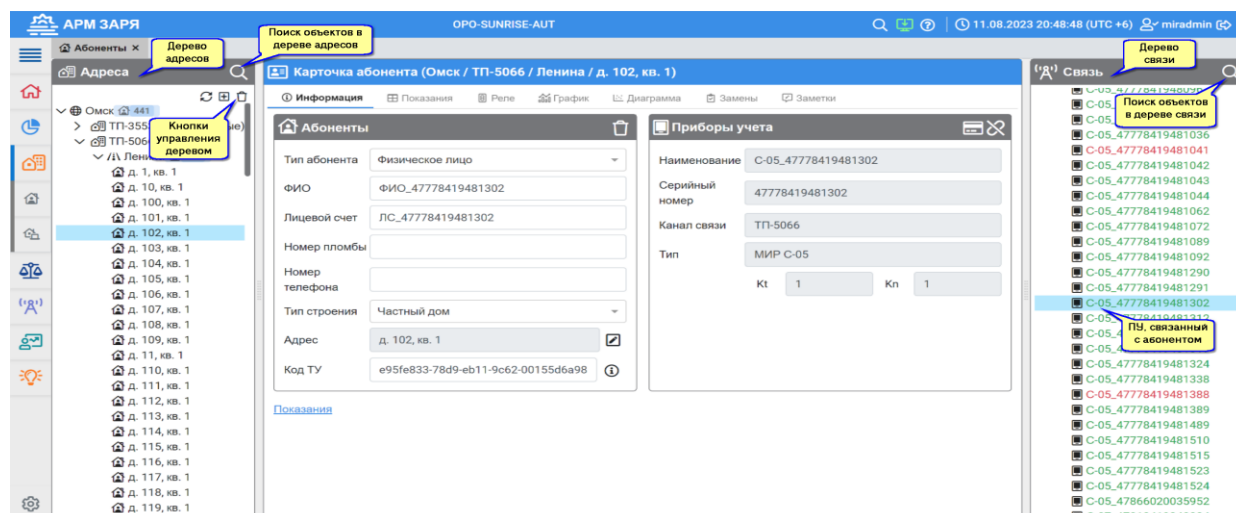 АРМ ЗАРЯ
OPO-SUNRISE-AUT
11.08.2023 20:48:48 (UTC +6) miradmin
Абоненты ×
Дерево адресов
Поиск объектов в дереве адресов
Дерево связи
Адреса
Карточка абонента (Омск / ТП-5066 / Ленина / д. 102, кв. 1)
Связь
Информация Показания Реле График Диаграмма Замены Заметки
Поиск объектов в дереве связи
Кнопки управления деревом
Омск 441
д. 1, кв. 1
д. 10, кв. 1
д. 100, кв. 1
д. 101, кв. 1
д. 102, кв. 1
д. 103, кв. 1
д. 104, кв. 1
д. 105, кв. 1
д. 106, кв. 1
д. 107, кв. 1
д. 108, кв. 1
д. 109, кв. 1
д. 11, кв. 1
д. 110, кв. 1
д. 111, кв. 1
д. 112, кв. 1
д. 113, кв. 1
д. 114, кв. 1
д. 115, кв. 1
д. 116, кв. 1
д. 117, кв. 1
д. 118, кв. 1
д. 119, кв. 1
Абоненты
Тип абонента Физическое лицо
ФИО ФИО_47778419481302
Лицевой счет ЛС_47778419481302
Номер пломбы
Номер телефона
Тип строения Частный дом
Адрес д. 102, кв. 1
Код ТУ e95fe833-78d9-eb11-9c62-00155d6a98
Показания
Приборы учета
Наименование С-05_47778419481302
Серийный номер 47778419481302
Канал связи ТП-5066
Тип МИР С-05
Kt 1 Kn 1
С-05_47778419481036
С-05_47778419481041
С-05_47778419481042
С-05_47778419481043
С-05_47778419481044
С-05_47778419481062
С-05_47778419481072
С-05_47778419481089
С-05_47778419481092
С-05_47778419481290
С-05_47778419481291
С-05_47778419481302
ПУ, связанный с абонентом
С-05_47778419481324
С-05_47778419481338
С-05_47778419481388
С-05_47778419481389
С-05_47778419481489
С-05_47778419481510
С-05_47778419481515
С-05_47778419481523
С-05_47778419481524
С-05_47866020035952